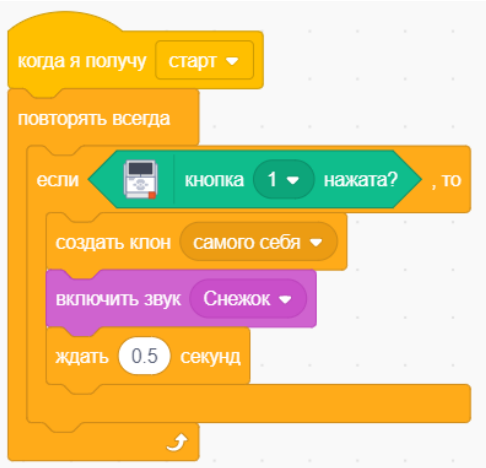 когда я получу старт
повторять всегда
если кнопка 1 нажата? , то
создать клон самого себя
включить звук Снежок
ждать 0.5 секунд